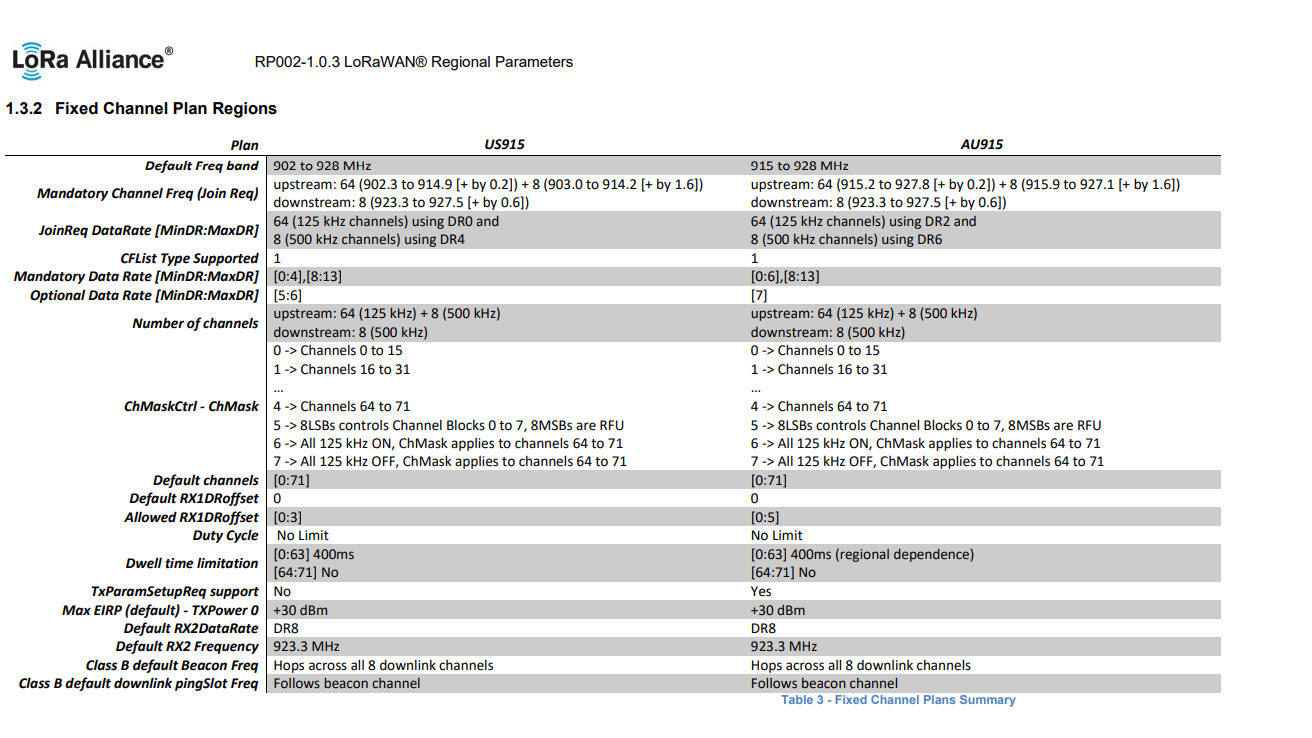 LoRa Alliance®
RP002-1.0.3 LoRaWAN® Regional Parameters
1.3.2 Fixed Channel Plan Regions
Plan US915 AU915
Default Freq band 902 to 928 MHz 915 to 928 MHz
Mandatory Channel Freq (Join Req) upstream: 64 (902.3 to 914.9 [+ by 0.2]) + 8 (903.0 to 914.2 [+ by 1.6]) upstream: 64 (915.2 to 927.8 [+ by 0.2]) + 8 (915.9 to 927.1 [+ by 1.6])
downstream: 8 (923.3 to 927.5 [+ by 0.6]) downstream: 8 (923.3 to 927.5 [+ by 0.6])
JoinReq DataRate [MinDR:MaxDR] 64 (125 kHz channels) using DR0 and 64 (125 kHz channels) using DR2 and
8 (500 kHz channels) using DR4 8 (500 kHz channels) using DR6
CFList Type Supported 1 1
Mandatory Data Rate [MinDR:MaxDR] [0:4],[8:13] [0:6],[8:13]
Optional Data Rate [MinDR:MaxDR] [5:6] [7]
Number of channels upstream: 64 (125 kHz) + 8 (500 kHz) upstream: 64 (125 kHz) + 8 (500 kHz)
downstream: 8 (500 kHz) downstream: 8 (500 kHz)
0 -> Channels 0 to 15 0 -> Channels 0 to 15
1 -> Channels 16 to 31 1 -> Channels 16 to 31
... ...
ChMaskCtrl - ChMask 4 -> Channels 64 to 71 4 -> Channels 64 to 71
5 -> 8LSBs controls Channel Blocks 0 to 7, 8MSBs are RFU 5 -> 8LSBs controls Channel Blocks 0 to 7, 8MSBs are RFU
6 -> All 125 kHz ON, ChMask applies to channels 64 to 71 6 -> All 125 kHz ON, ChMask applies to channels 64 to 71
7 -> All 125 kHz OFF, ChMask applies to channels 64 to 71 7 -> All 125 kHz OFF, ChMask applies to channels 64 to 71
Default channels [0:71] [0:71]
Default RX1DRoffset 0 0
Allowed RX1DRoffset [0:3] [0:5]
Duty Cycle No Limit No Limit
Dwell time limitation [0:63] 400ms [0:63] 400ms (regional dependence)
[64:71] No [64:71] No
TxParamSetupReq support No Yes
Max EIRP (default) - TXPower 0 +30 dBm +30 dBm
Default RX2DataRate DR8 DR8
Default RX2 Frequency 923.3 MHz 923.3 MHz
Class B default Beacon Freq Hops across all 8 downlink channels Hops across all 8 downlink channels
Class B default downlink pingSlot Freq Follows beacon channel Follows beacon channel
Table 3 - Fixed Channel Plans Summary